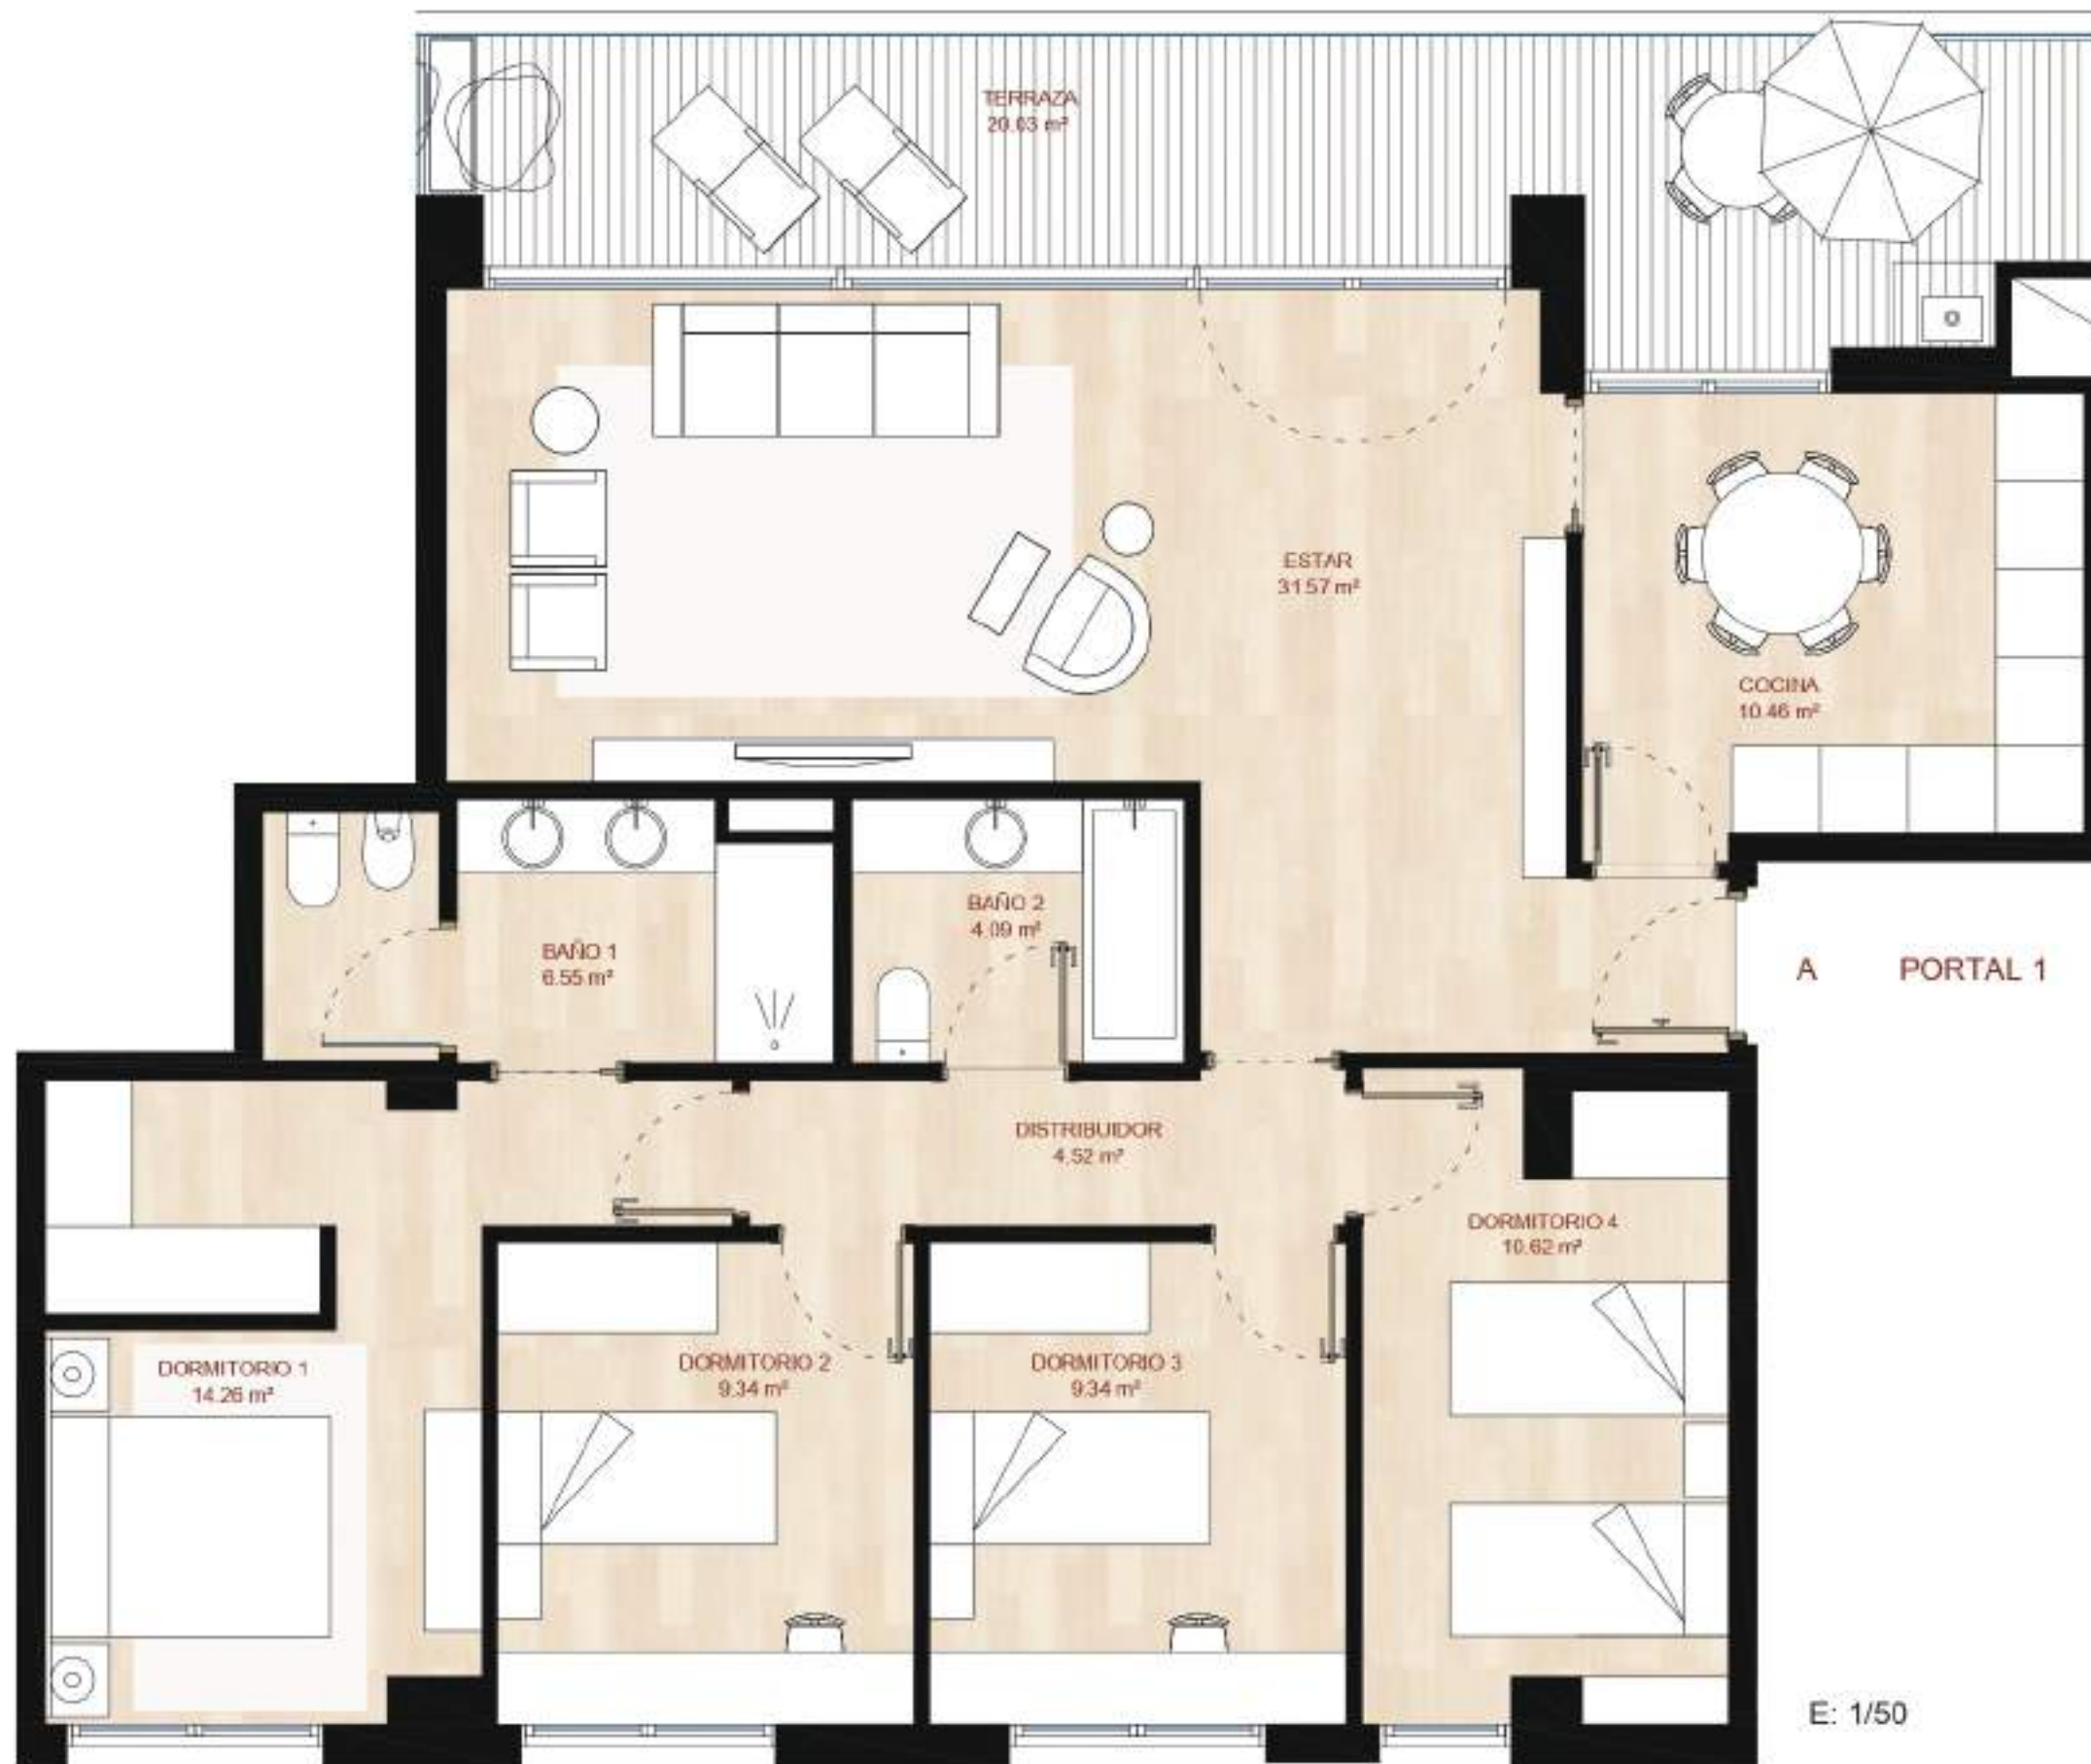 TERRAZA
20.03 m²
ESTAR
31.57 m²
COCINA
10.46 m²
BAÑO 2
4.09 m²
BAÑO 1
6.55 m²
A PORTAL 1
DISTRIBUIDOR
4.52 m²
DORMITORIO 4
10.62 m²
DORMITORIO 1
14.26 m²
DORMITORIO 2
9.34 m²
DORMITORIO 3
9.34 m²
E: 1/50